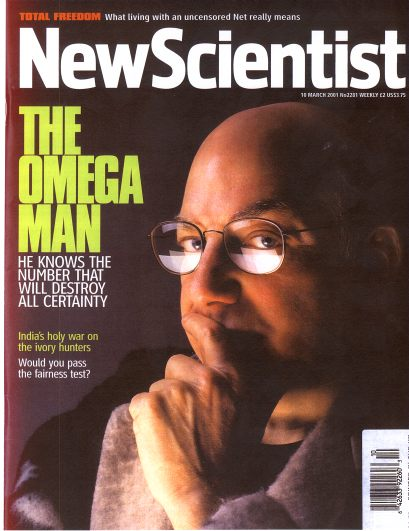 TOTAL FREEDOM What living with an uncensored Net really means
NewScientist
10 MARCH 2001 No2281 WEEKLY £2 US$3.75
THE
OMEGA
MAN
HE KNOWS THE
NUMBER THAT
WILL DESTROY
ALL CERTAINTY
India's holy war on
the ivory hunters
Would you pass
the fairness test?